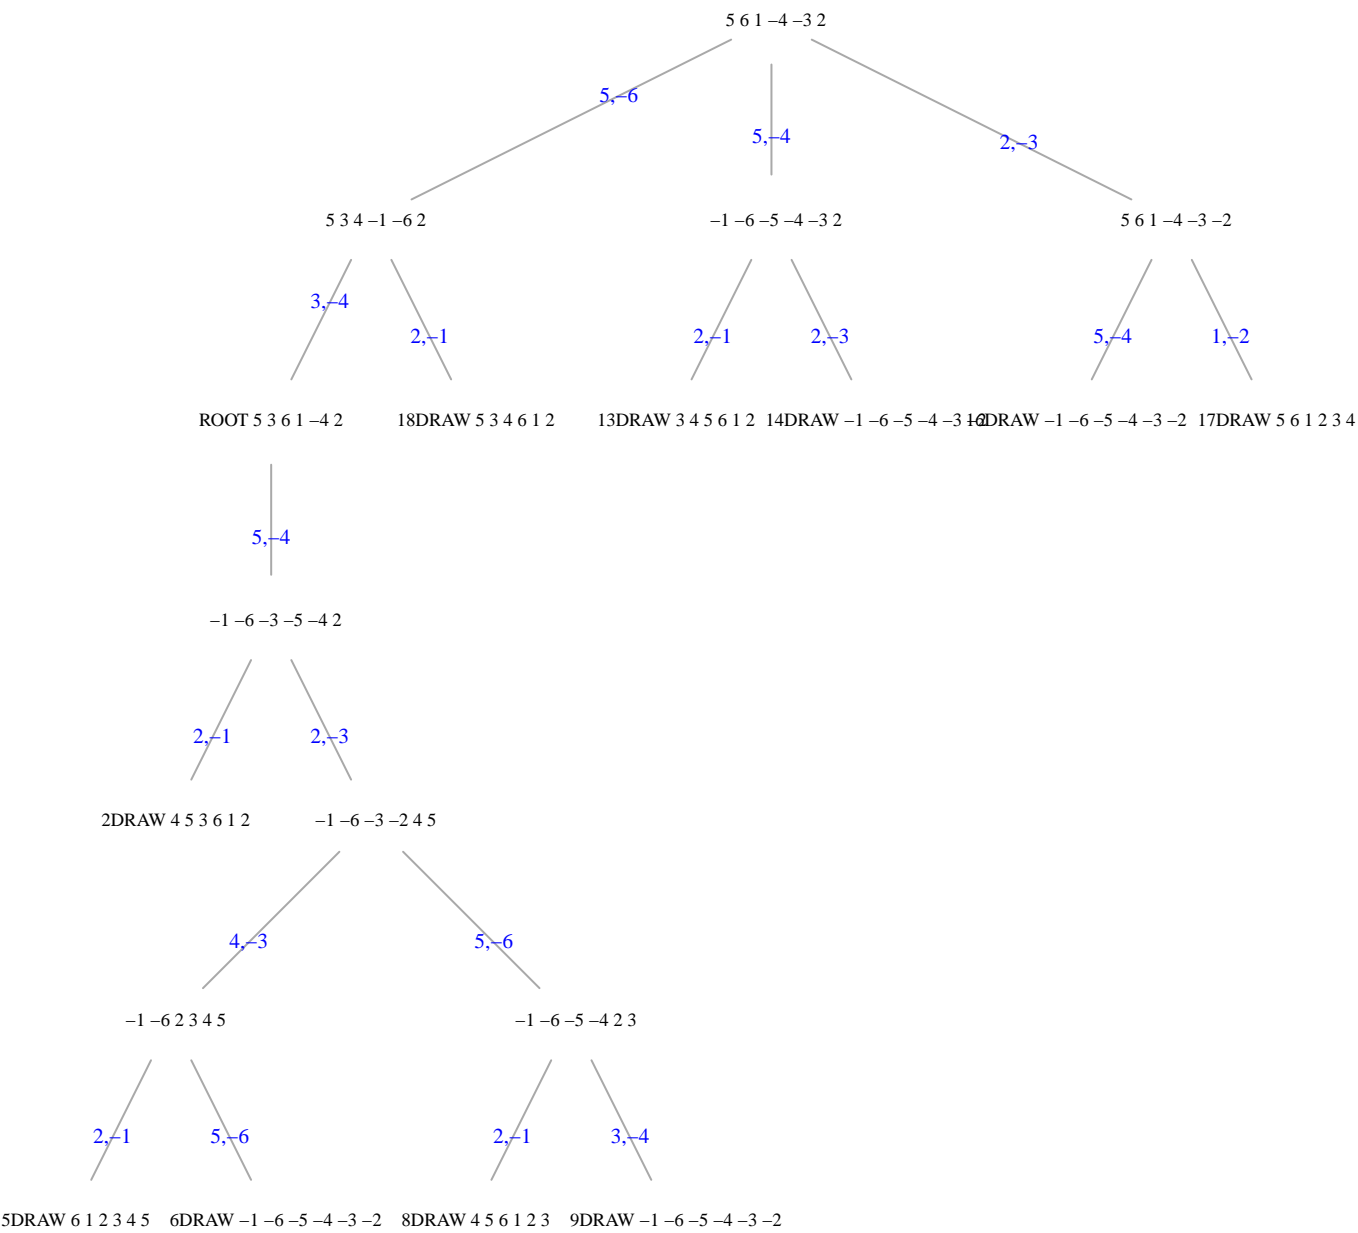 5 6 1 –4 –3 2
5,–6
5,–4
2,–3
5 3 4 –1 –6 2
–1 –6 –5 –4 –3 2
5 6 1 –4 –3 –2
3,–4
2,–1
2,–1
2,–3
5,–4
1,–2
ROOT 5 3 6 1 –4 2
18DRAW 5 3 4 6 1 2
13DRAW 3 4 5 6 1 2
14DRAW –1 –6 –5 –4 –3 –2
16DRAW –1 –6 –5 –4 –3 –2
17DRAW 5 6 1 2 3 4
5,–4
–1 –6 –3 –5 –4 2
2,–1
2,–3
2DRAW 4 5 3 6 1 2
–1 –6 –3 –2 4 5
4,–3
5,–6
–1 –6 2 3 4 5
–1 –6 –5 –4 2 3
2,–1
5,–6
2,–1
3,–4
5DRAW 6 1 2 3 4 5
6DRAW –1 –6 –5 –4 –3 –2
8DRAW 4 5 6 1 2 3
9DRAW –1 –6 –5 –4 –3 –2